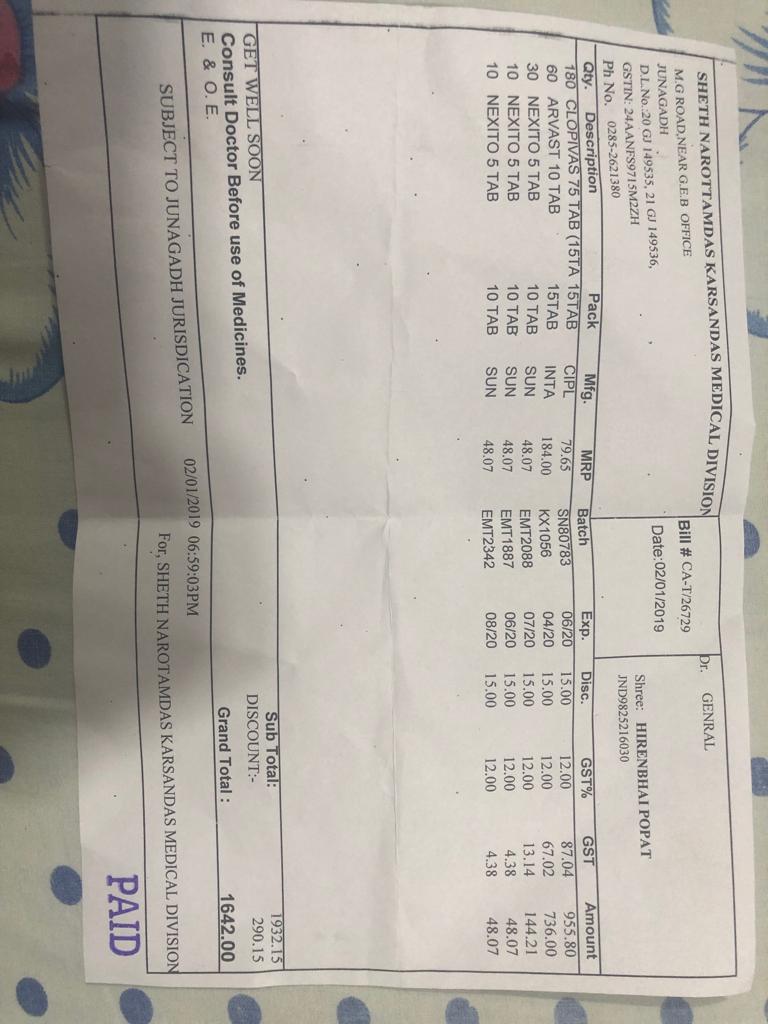 SHETH NAROTTAMDAS KARSANDAS MEDICAL DIVISION
M.G ROAD,NEAR G.E.B OFFICE
JUNAGADH
D.L.No.:20 GJ 149535, 21 GJ 149536,
GSTIN: 24AANFS9715M2ZH
Ph No. 0285-2621380
Bill # CA-T/26729
Date:02/01/2019
Dr. GENRAL
Shree: HIRENBHAI POPAT
JND9825216030
Qty. Description Pack Mfg. MRP Batch Exp. Disc. GST% GST Amount
180 CLOPIVAS 75 TAB (15TA 15TAB CIPL 79.65 SN80783 06/20 15.00 12.00 87.04 955.80
60 ARVAST 10 TAB 15TAB INTA 184.00 KX1056 04/20 15.00 12.00 67.02 736.00
30 NEXITO 5 TAB 10 TAB SUN 48.07 EMT2088 07/20 15.00 12.00 13.14 144.21
10 NEXITO 5 TAB 10 TAB SUN 48.07 EMT1887 06/20 15.00 12.00 4.38 48.07
10 NEXITO 5 TAB 10 TAB SUN 48.07 EMT2342 08/20 15.00 12.00 4.38 48.07
GET WELL SOON
Consult Doctor Before use of Medicines.
E. & O. E.
Sub Total: 1932.15
DISCOUNT:- 290.15
Grand Total : 1642.00
SUBJECT TO JUNAGADH JURISDICATION 02/01/2019 06:59:03PM
For, SHETH NAROTAMDAS KARSANDAS MEDICAL DIVISION
PAID